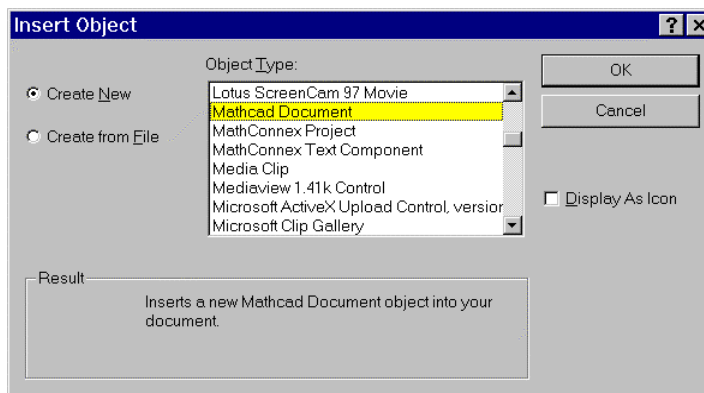 Insert Object
Object Type:
Create New
Create from File
Lotus ScreenCam 97 Movie
Mathcad Document
MathConnex Project
MathConnex Text Component
Media Clip
Mediaview 1.41k Control
Microsoft ActiveX Upload Control, version
Microsoft Clip Gallery
OK
Cancel
Display As Icon
Result
Inserts a new Mathcad Document object into your
document.